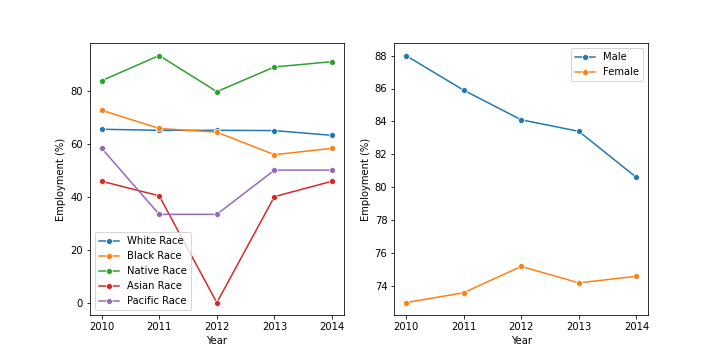 Employment (%)
80
60
40
20
0
White Race
Black Race
Native Race
Asian Race
Pacific Race
2010 2011 2012 2013 2014
Year
Employment (%)
88
86
84
82
80
78
76
74
Male
Female
2010 2011 2012 2013 2014
Year